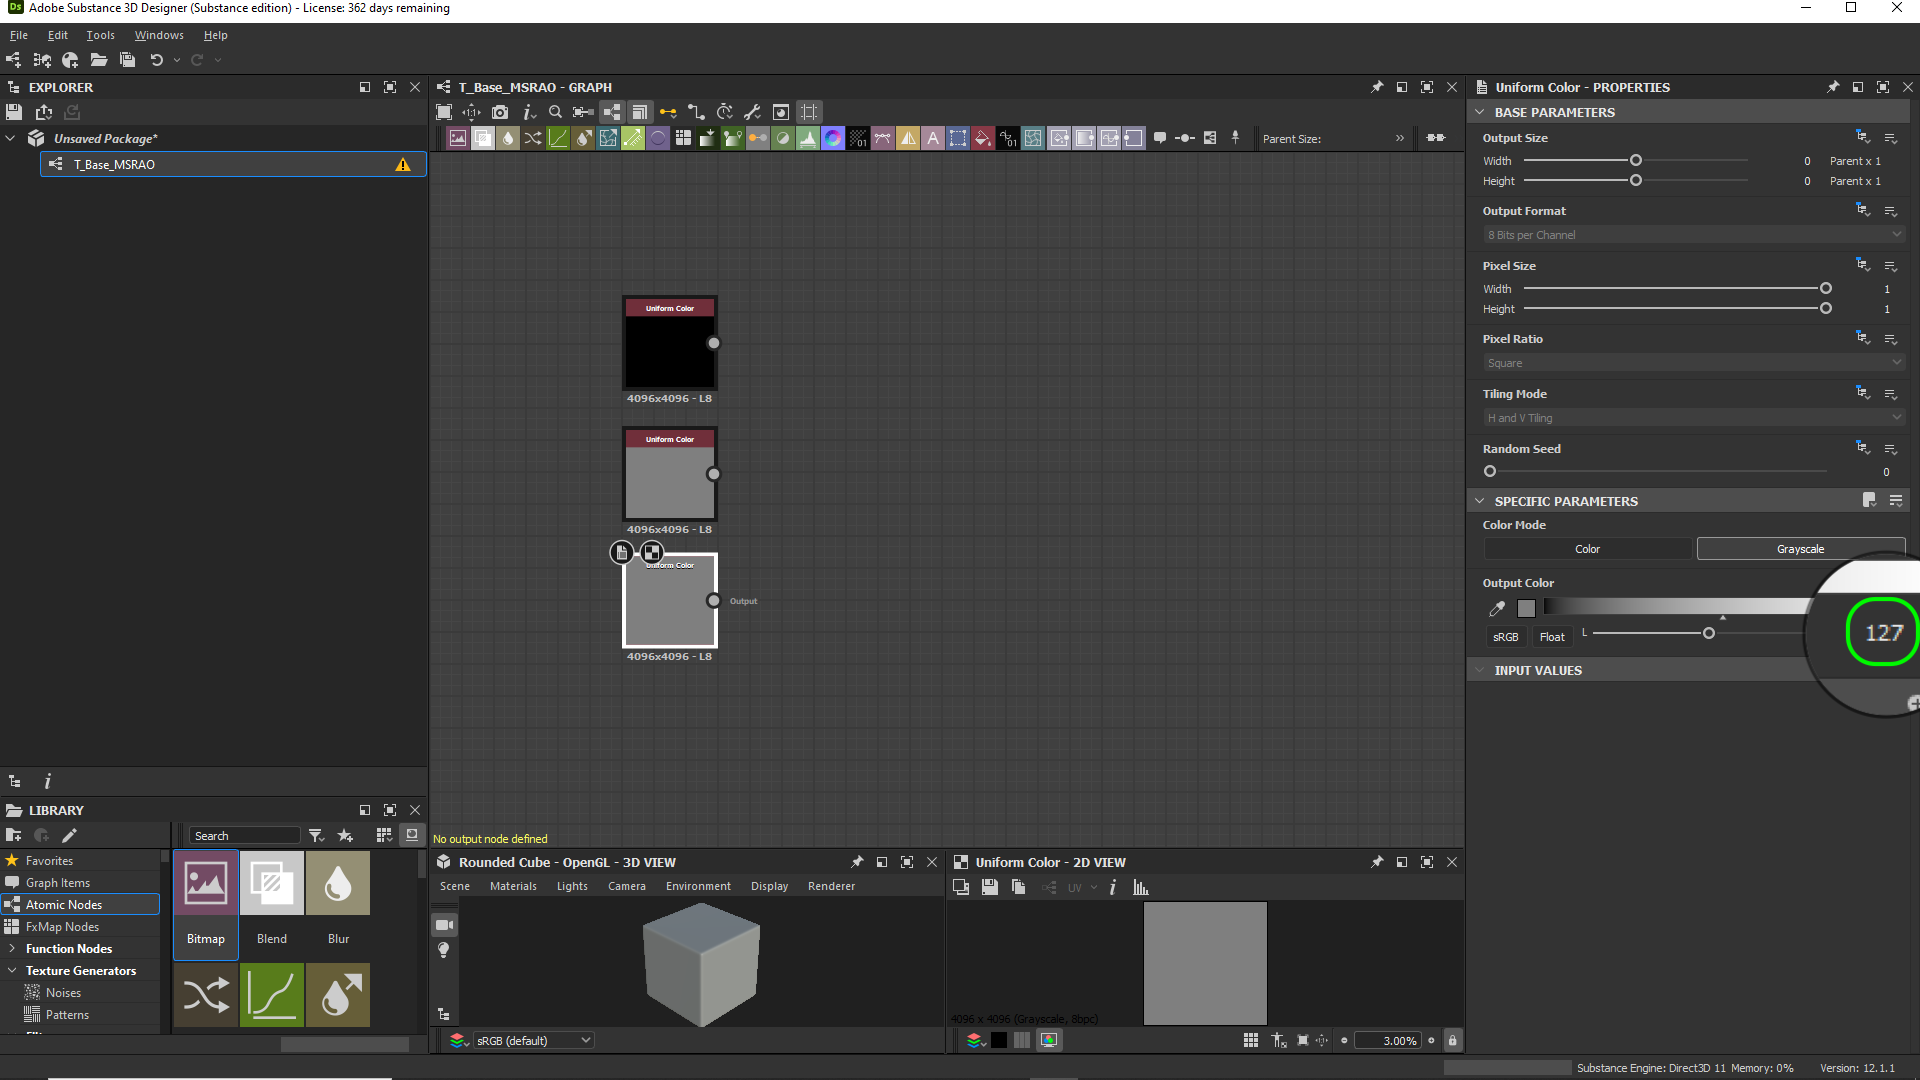 Adobe Substance 3D Designer (Substance edition) - License: 362 days remaining
File Edit Tools Windows Help
EXPLORER
Unsaved Package*
T_Base_MSRAO
T_Base_MSRAO - GRAPH
Parent Size:
Uniform Color
4096x4096 - L8
Uniform Color
4096x4096 - L8
Uniform Color
Output
4096x4096 - L8
No output node defined
Uniform Color - PROPERTIES
BASE PARAMETERS
Output Size
Width 0 Parent x 1
Height 0 Parent x 1
Output Format
8 Bits per Channel
Pixel Size
Width 1
Height 1
Pixel Ratio
Square
Tiling Mode
H and V Tiling
Random Seed
0
SPECIFIC PARAMETERS
Color Mode
Color Grayscale
Output Color
sRGB Float L 127
INPUT VALUES
LIBRARY
Search
Favorites
Graph Items
Atomic Nodes
FxMap Nodes
Function Nodes
Texture Generators
Noises
Patterns
Bitmap Blend Blur
Rounded Cube - OpenGL - 3D VIEW
Scene Materials Lights Camera Environment Display Renderer
sRGB (default)
Uniform Color - 2D VIEW
UV
4096 x 4096 (Grayscale, 8bpc)
3.00%
Substance Engine: Direct3D 11 Memory: 0% Version: 12.1.1